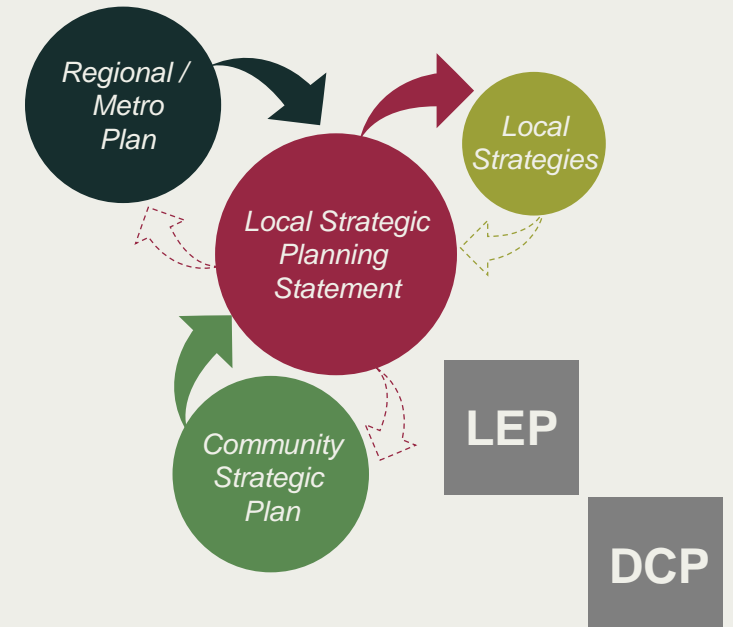 Regional /
Metro
Plan
Local
Strategies
Local Strategic
Planning
Statement
Community
Strategic
Plan
LEP
DCP